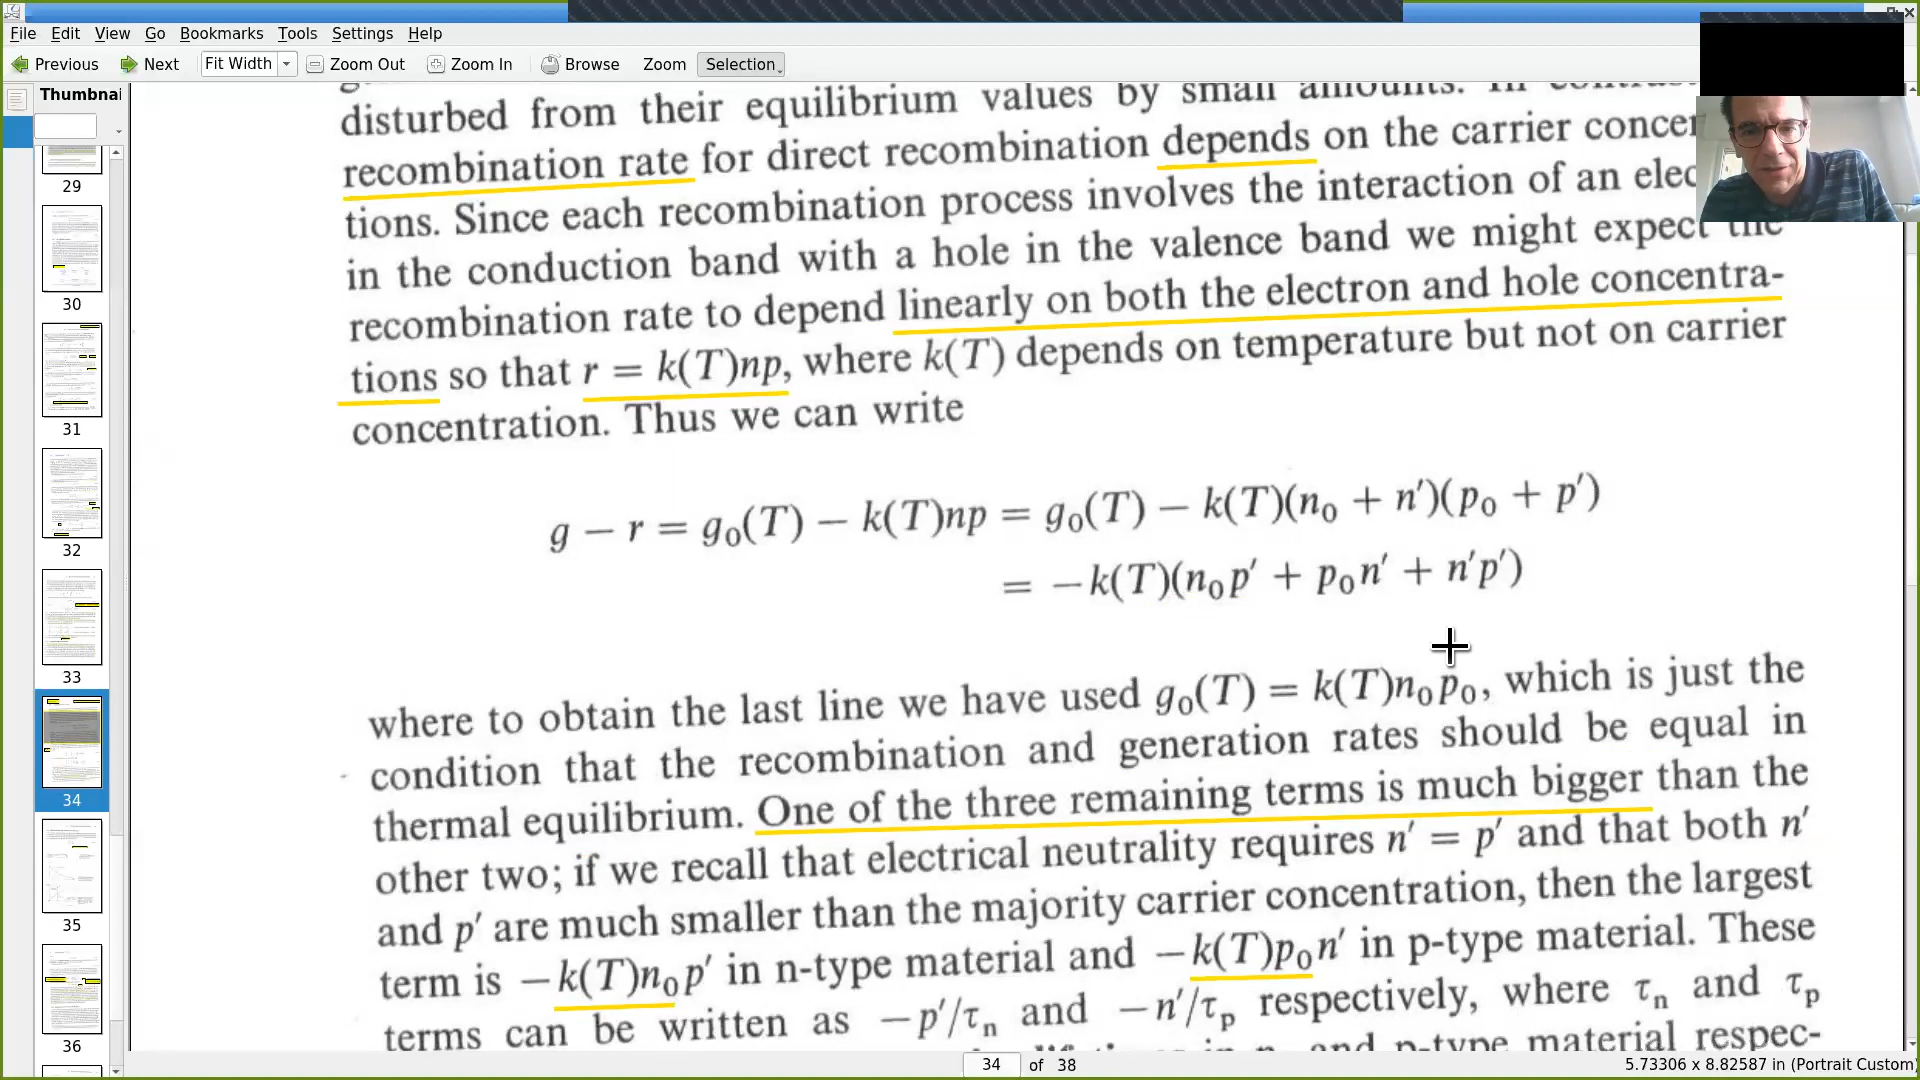 File Edit View Go Bookmarks Tools Settings Help
Previous Next Fit Width Zoom Out Zoom In Browse Zoom Selection
Thumbnai
29
30
31
32
33
34
35
36
disturbed from their equilibrium values by small amounts. In
recombination rate for direct recombination depends on the carrier concen
tions. Since each recombination process involves the interaction of an elec
in the conduction band with a hole in the valence band we might expect the
recombination rate to depend linearly on both the electron and hole concentra-
tions so that r = k(T)np, where k(T) depends on temperature but not on carrier
concentration. Thus we can write
g − r = g₀(T) − k(T)np = g₀(T) − k(T)(n₀ + n′)(p₀ + p′)
= −k(T)(n₀p′ + p₀n′ + n′p′)
where to obtain the last line we have used g₀(T) = k(T)n₀p₀, which is just the
condition that the recombination and generation rates should be equal in
thermal equilibrium. One of the three remaining terms is much bigger than the
other two; if we recall that electrical neutrality requires n′ = p′ and that both n′
and p′ are much smaller than the majority carrier concentration, then the largest
term is −k(T)n₀p′ in n-type material and −k(T)p₀n′ in p-type material. These
terms can be written as −p′/τₙ and −n′/τₚ respectively, where τₙ and τₚ
and p-type material respec-
34 of 38
5.73306 x 8.82587 in (Portrait Custom)